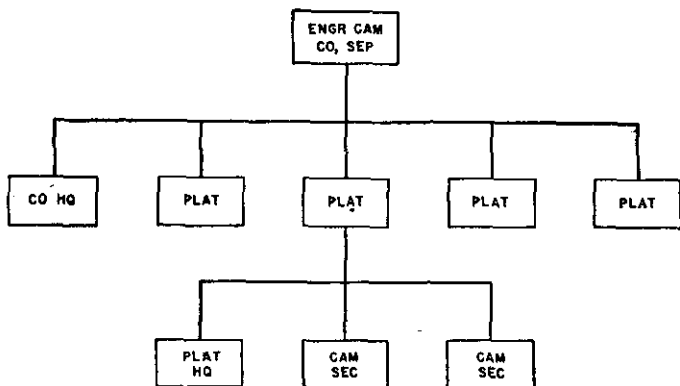 ENGR CAM
CO, SEP
CO HQ
PLAT
PLAT
PLAT
PLAT
PLAT
HQ
CAM
SEC
CAM
SEC